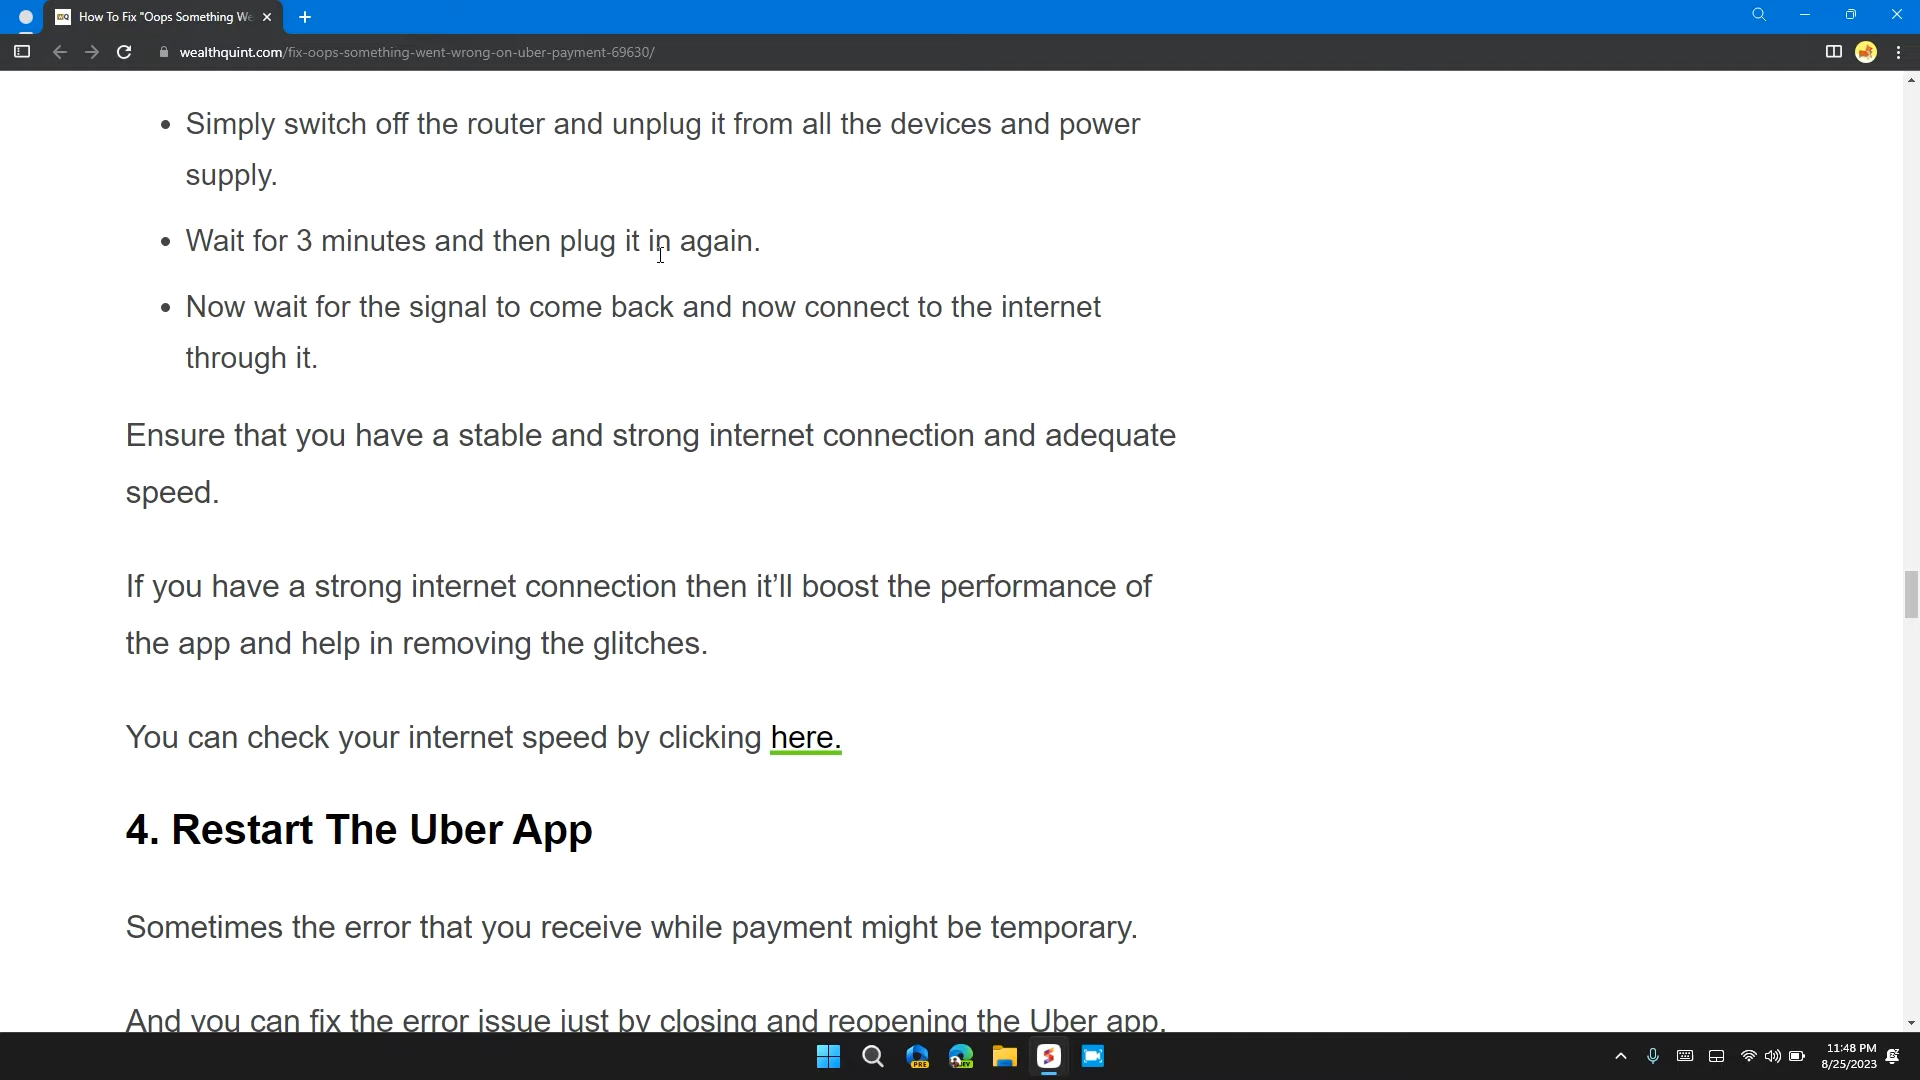 How To Fix "Oops Something We
wealthquint.com/fix-oops-something-went-wrong-on-uber-payment-69630/
• Simply switch off the router and unplug it from all the devices and power
supply.
• Wait for 3 minutes and then plug it in again.
• Now wait for the signal to come back and now connect to the internet
through it.
Ensure that you have a stable and strong internet connection and adequate
speed.
If you have a strong internet connection then it’ll boost the performance of
the app and help in removing the glitches.
You can check your internet speed by clicking here.
4. Restart The Uber App
Sometimes the error that you receive while payment might be temporary.
And you can fix the error issue just by closing and reopening the Uber app.
PRE
11:48 PM
8/25/2023